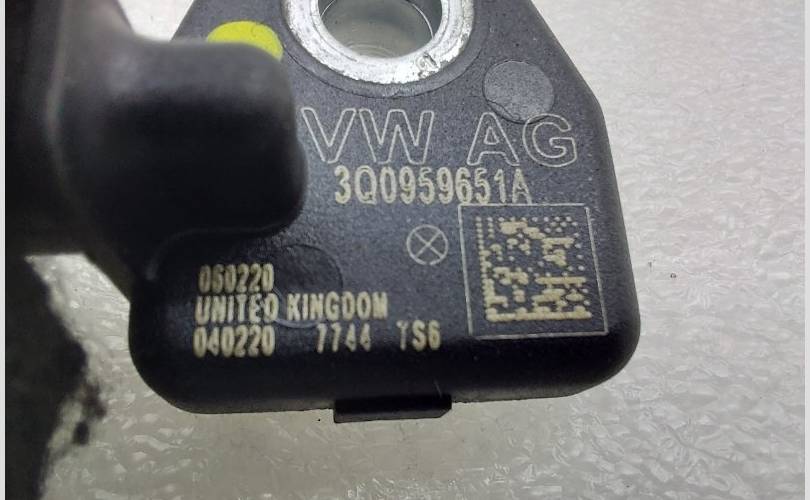 VW AG
3Q0959651A
060220
UNITED KINGDOM
040220 7744 TS6